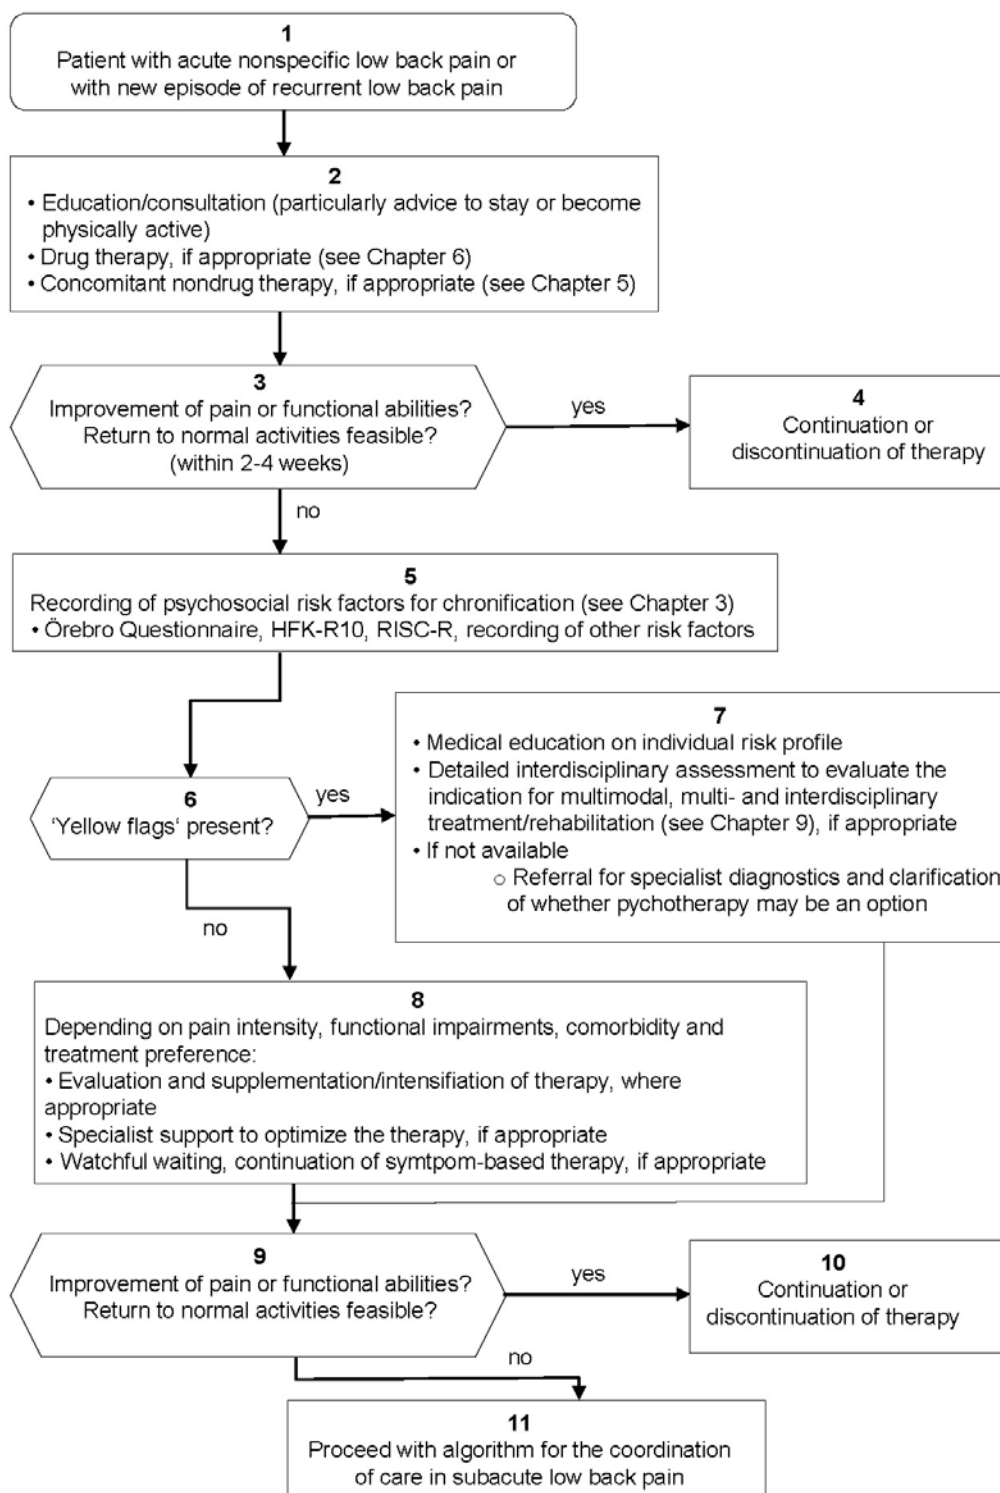 1
Patient with acute nonspecific low back pain or
with new episode of recurrent low back pain
2
• Education/consultation (particularly advice to stay or become
physically active)
• Drug therapy, if appropriate (see Chapter 6)
• Concomitant nondrug therapy, if appropriate (see Chapter 5)
3
Improvement of pain or functional abilities?
Return to normal activities feasible?
(within 2-4 weeks)
yes
4
Continuation or
discontinuation of therapy
no
5
Recording of psychosocial risk factors for chronification (see Chapter 3)
• Örebro Questionnaire, HFK-R10, RISC-R, recording of other risk factors
6
‘Yellow flags‘ present?
yes
7
• Medical education on individual risk profile
• Detailed interdisciplinary assessment to evaluate the
indication for multimodal, multi- and interdisciplinary
treatment/rehabilitation (see Chapter 9), if appropriate
• If not available
o Referral for specialist diagnostics and clarification
of whether pychotherapy may be an option
no
8
Depending on pain intensity, functional impairments, comorbidity and
treatment preference:
• Evaluation and supplementation/intensifiation of therapy, where
appropriate
• Specialist support to optimize the therapy, if appropriate
• Watchful waiting, continuation of symtpom-based therapy, if appropriate
9
Improvement of pain or functional abilities?
Return to normal activities feasible?
yes
10
Continuation or
discontinuation of therapy
no
11
Proceed with algorithm for the coordination
of care in subacute low back pain